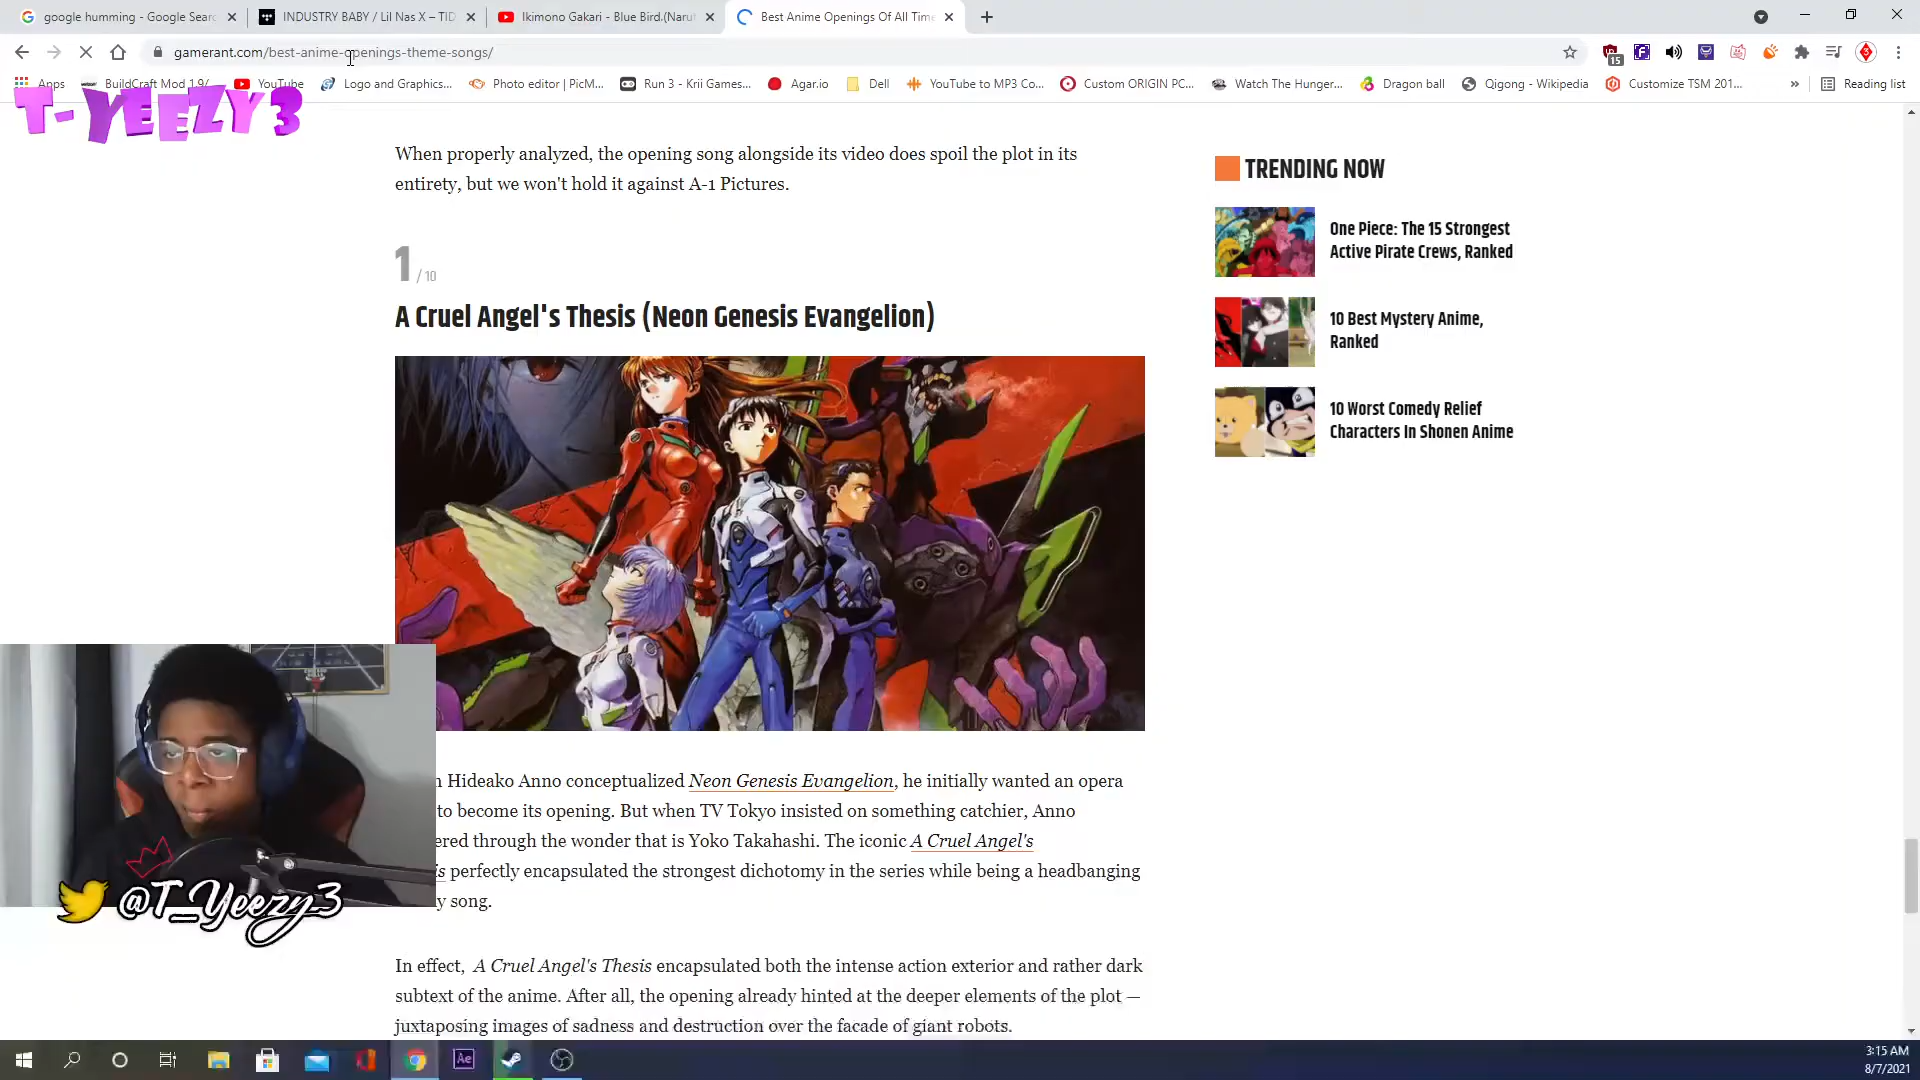 google humming - Google Sear
INDUSTRY BABY / Lil Nas X – TID
Ikimono Gakari - Blue Bird.(Narut
Best Anime Openings Of All Time
gamerant.com/best-anime-openings-theme-songs/
15
Apps
BuildCraft Mod 1.9/
YouTube
Logo and Graphics...
Photo editor | PicM...
Run 3 - Krii Games...
Agar.io
Dell
YouTube to MP3 Co...
Custom ORIGIN PC...
Watch The Hunger...
Dragon ball
Qigong - Wikipedia
Customize TSM 201...
»
Reading list
T-YEEZY 3
When properly analyzed, the opening song alongside its video does spoil the plot in its
entirety, but we won't hold it against A-1 Pictures.
1 / 10
A Cruel Angel's Thesis (Neon Genesis Evangelion)
Hideako Anno conceptualized Neon Genesis Evangelion, he initially wanted an opera
to become its opening. But when TV Tokyo insisted on something catchier, Anno
ered through the wonder that is Yoko Takahashi. The iconic A Cruel Angel's
is perfectly encapsulated the strongest dichotomy in the series while being a headbanging
y song.
In effect, A Cruel Angel's Thesis encapsulated both the intense action exterior and rather dark
subtext of the anime. After all, the opening already hinted at the deeper elements of the plot —
juxtaposing images of sadness and destruction over the facade of giant robots.
TRENDING NOW
One Piece: The 15 Strongest
Active Pirate Crews, Ranked
10 Best Mystery Anime,
Ranked
10 Worst Comedy Relief
Characters In Shonen Anime
@T_Yeezy3
Ae
3:15 AM
8/7/2021